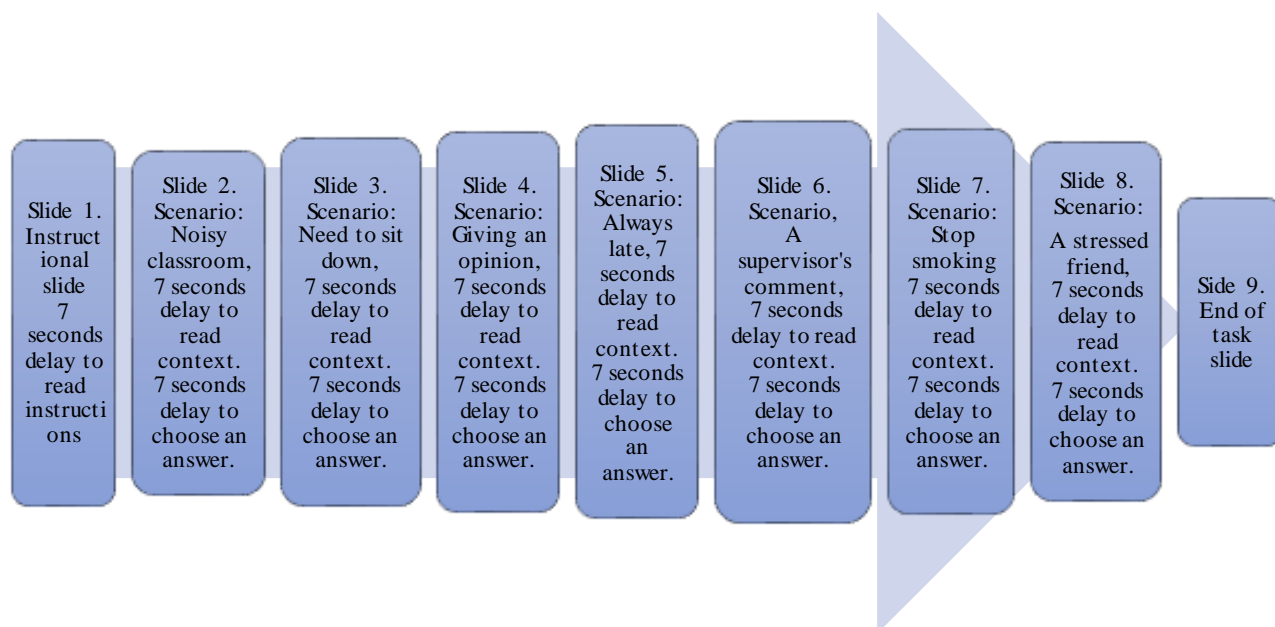 Slide 1.
Instruct
ional
slide
7
seconds
delay to
read
instructi
ons
Slide 2.
Scenario:
Noisy
classroom,
7 seconds
delay to
read
context.
7 seconds
delay to
choose an
answer.
Slide 3.
Scenario:
Need to sit
down,
7 seconds
delay to
read
context.
7 seconds
delay to
choose an
answer.
Slide 4.
Scenario:
Giving an
opinion,
7 seconds
delay to
read
context.
7 seconds
delay to
choose an
answer.
Slide 5.
Scenario:
Always
late, 7
seconds
delay to
read
context.
7 seconds
delay to
choose
an
answer.
Slide 6.
Scenario,
A
supervisor's
comment,
7 seconds
delay to read
context.
7 seconds
delay to
choose an
answer.
Slide 7.
Scenario:
Stop
smoking
7 seconds
delay to
read
context.
7 seconds
delay to
choose an
answer.
Slide 8.
Scenario:
A stressed
friend,
7 seconds
delay to
read
context.
7 seconds
delay to
choose an
answer.
Side 9.
End of
task
slide